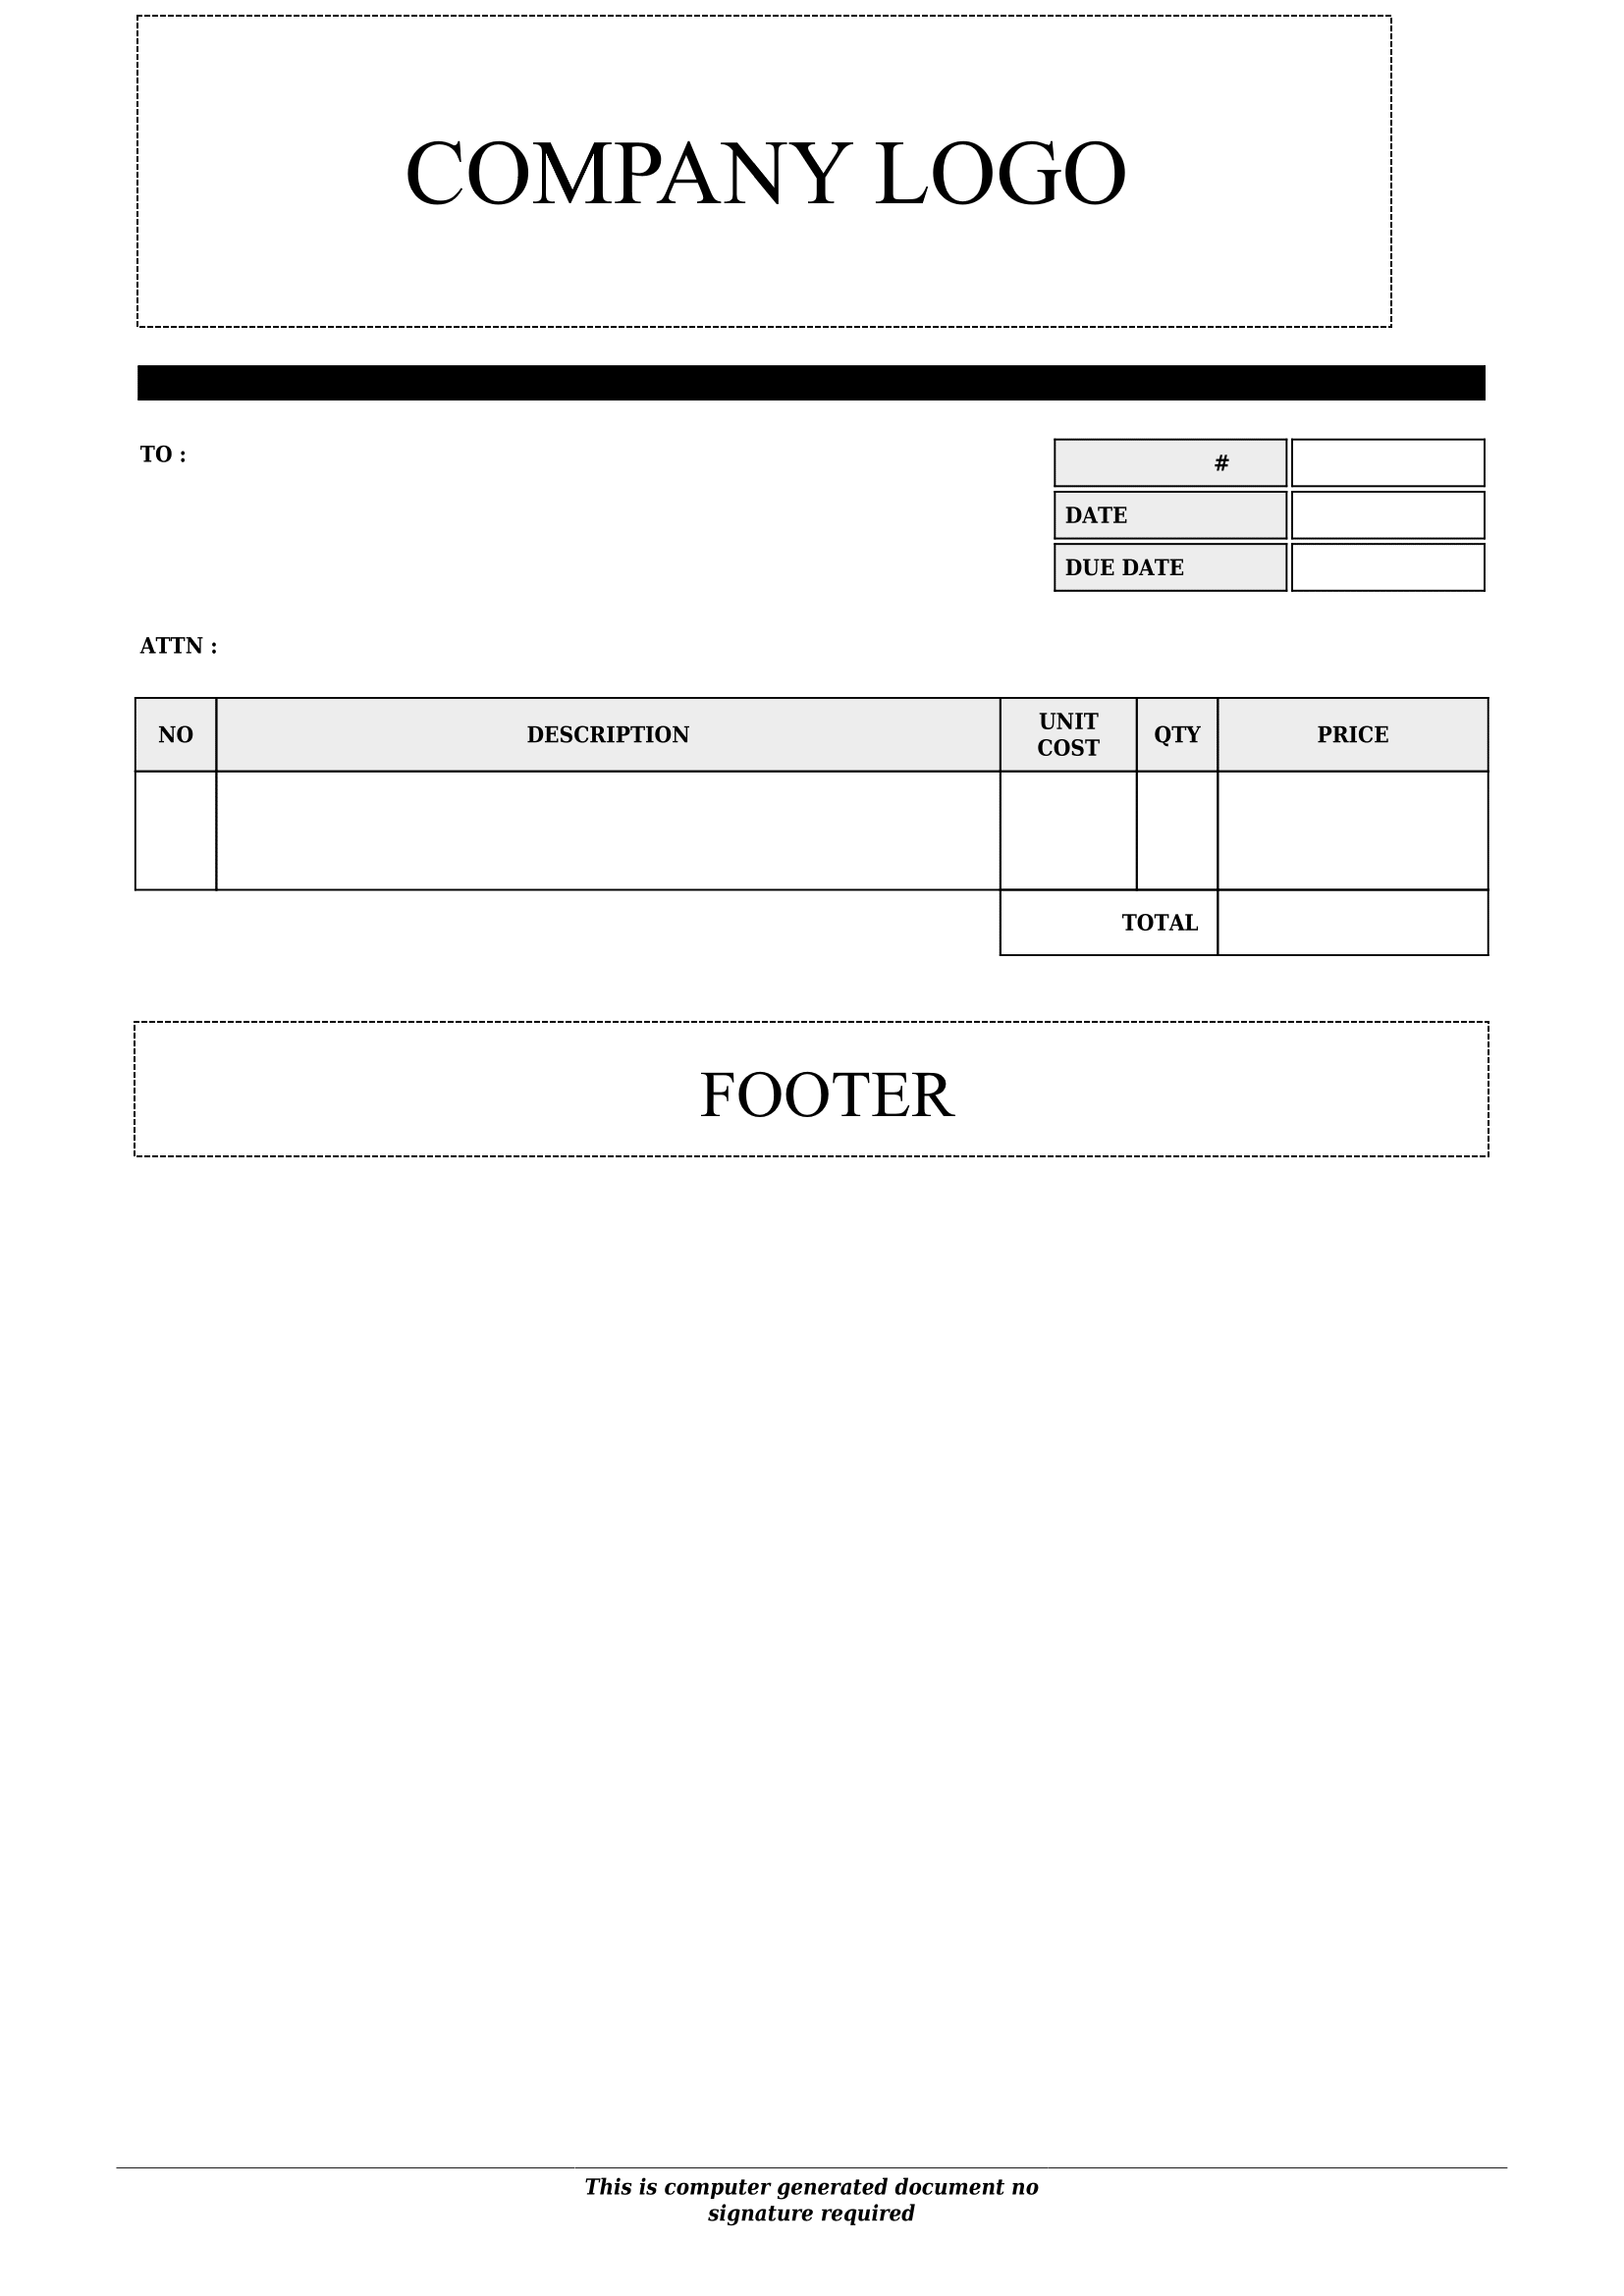 COMPANY LOGO
TO :
#
DATE
DUE DATE
ATTN :
NO DESCRIPTION UNIT COST QTY PRICE
TOTAL
FOOTER
This is computer generated document no
signature required